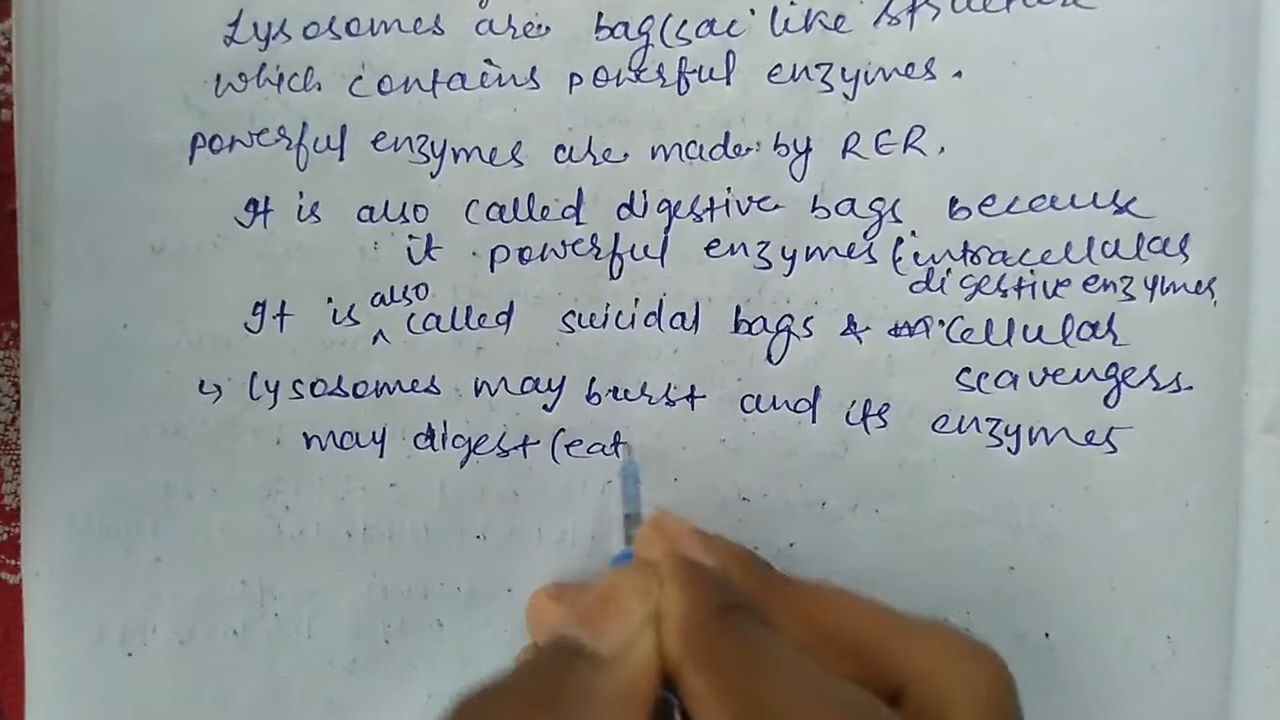 Lysosomes are bag(sac like structure
which contains powerful enzymes.
powerful enzymes are made by RER.
It is also called digestive bags because
it powerful enzymes (intracellular
digestive enzymes
It is also called suicidal bags & cellular
scavengers.
↳ lysosomes may burst and its enzymes
may digest (eat